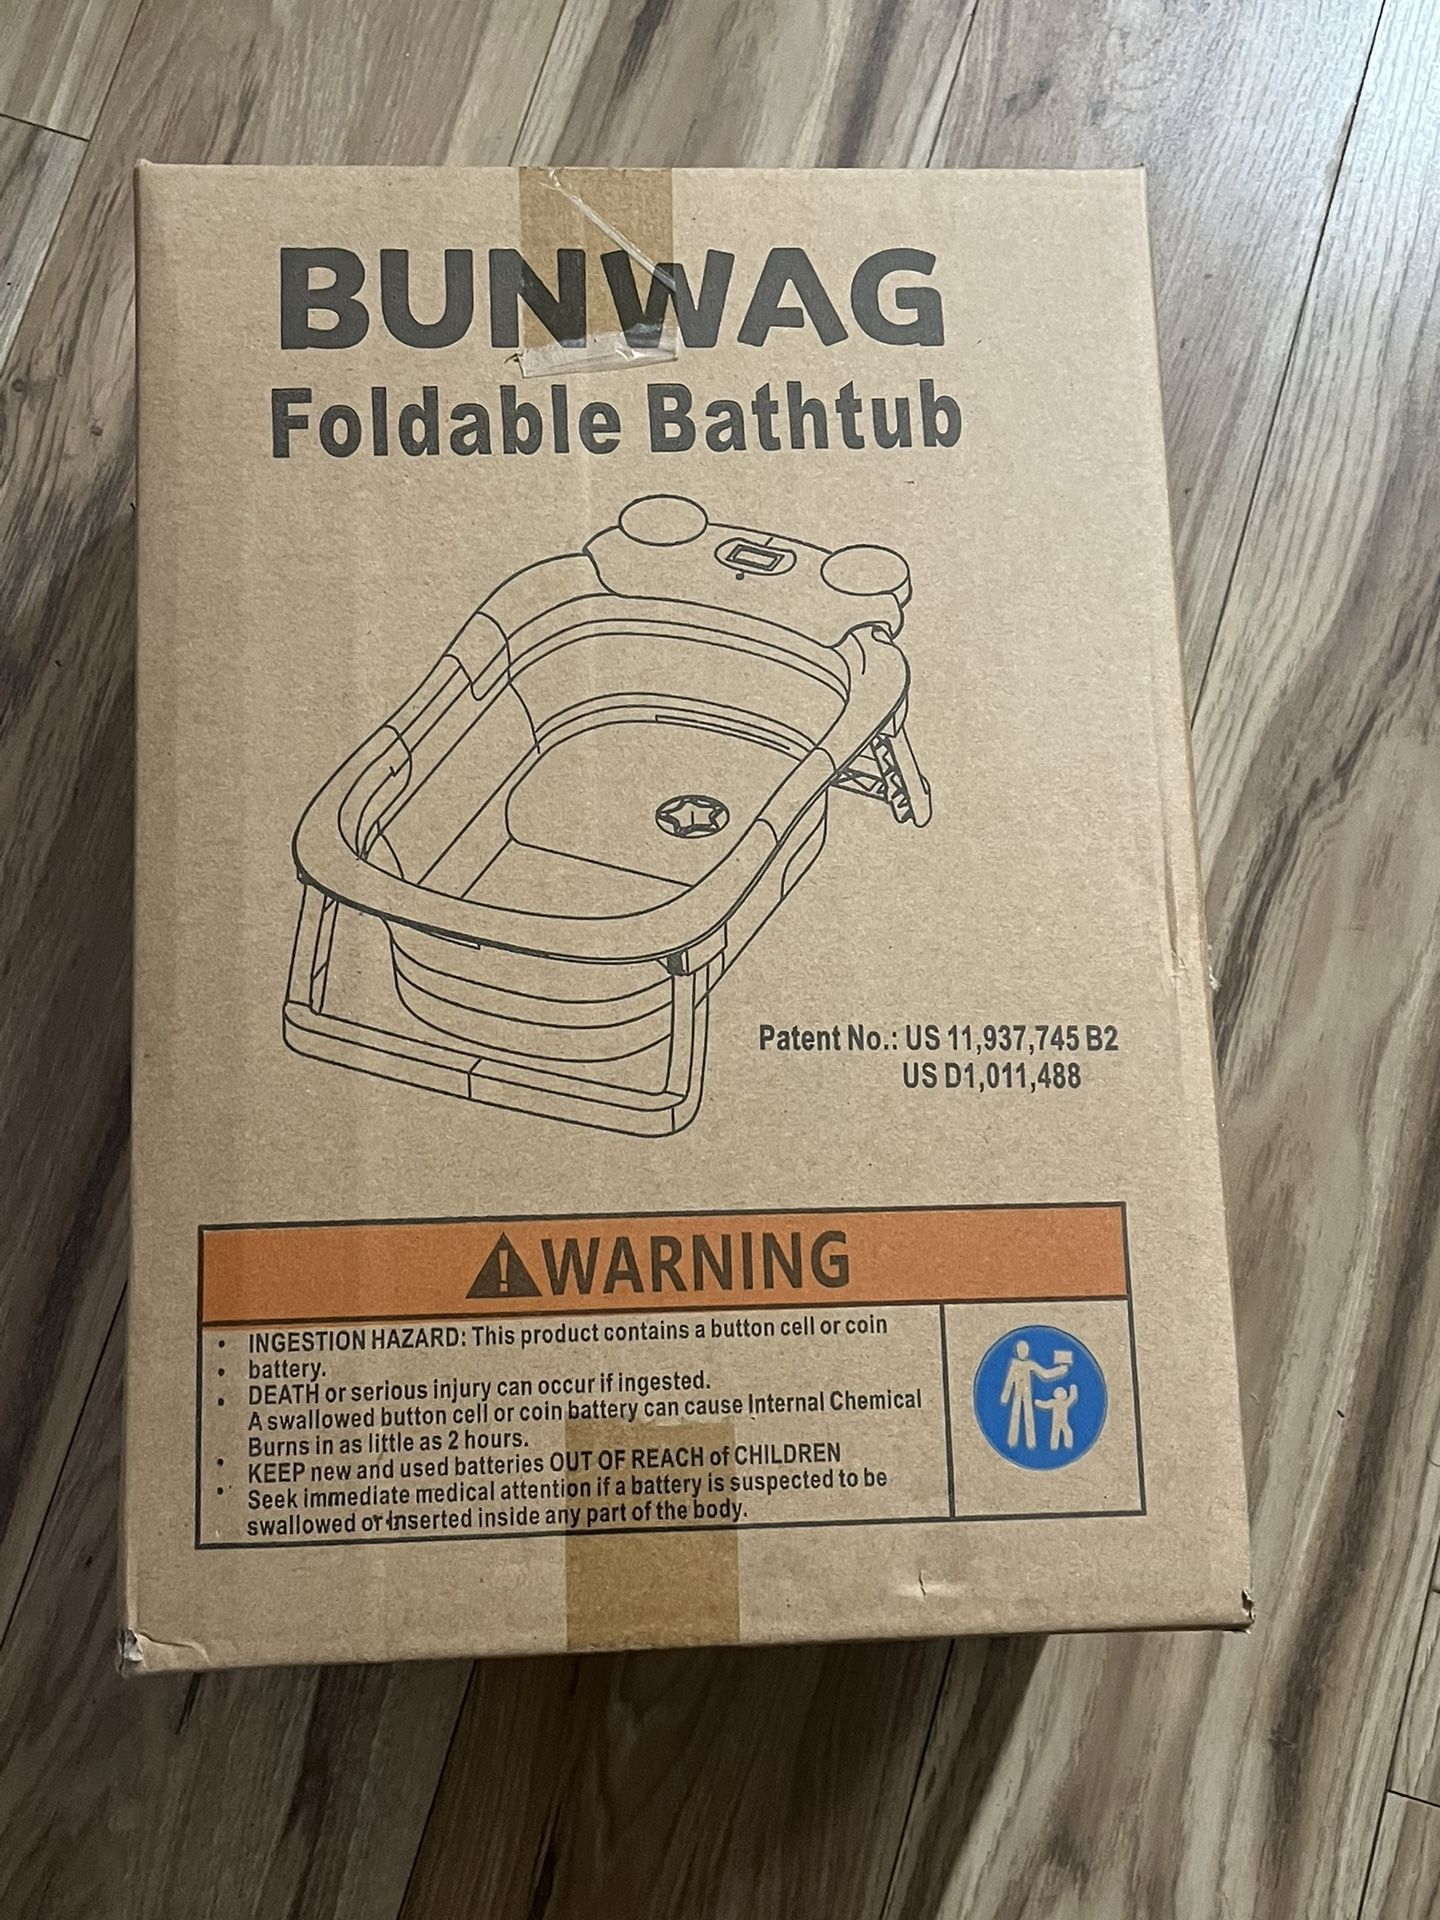 BUNWAG
Foldable Bathtub
Patent No.: US 11,937,745 B2
US D1,011,488
WARNING
• INGESTION HAZARD: This product contains a button cell or coin
• battery.
• DEATH or serious injury can occur if ingested.
A swallowed button cell or coin battery can cause Internal Chemical
Burns in as little as 2 hours.
• KEEP new and used batteries OUT OF REACH of CHILDREN
• Seek immediate medical attention if a battery is suspected to be
swallowed or Inserted inside any part of the body.